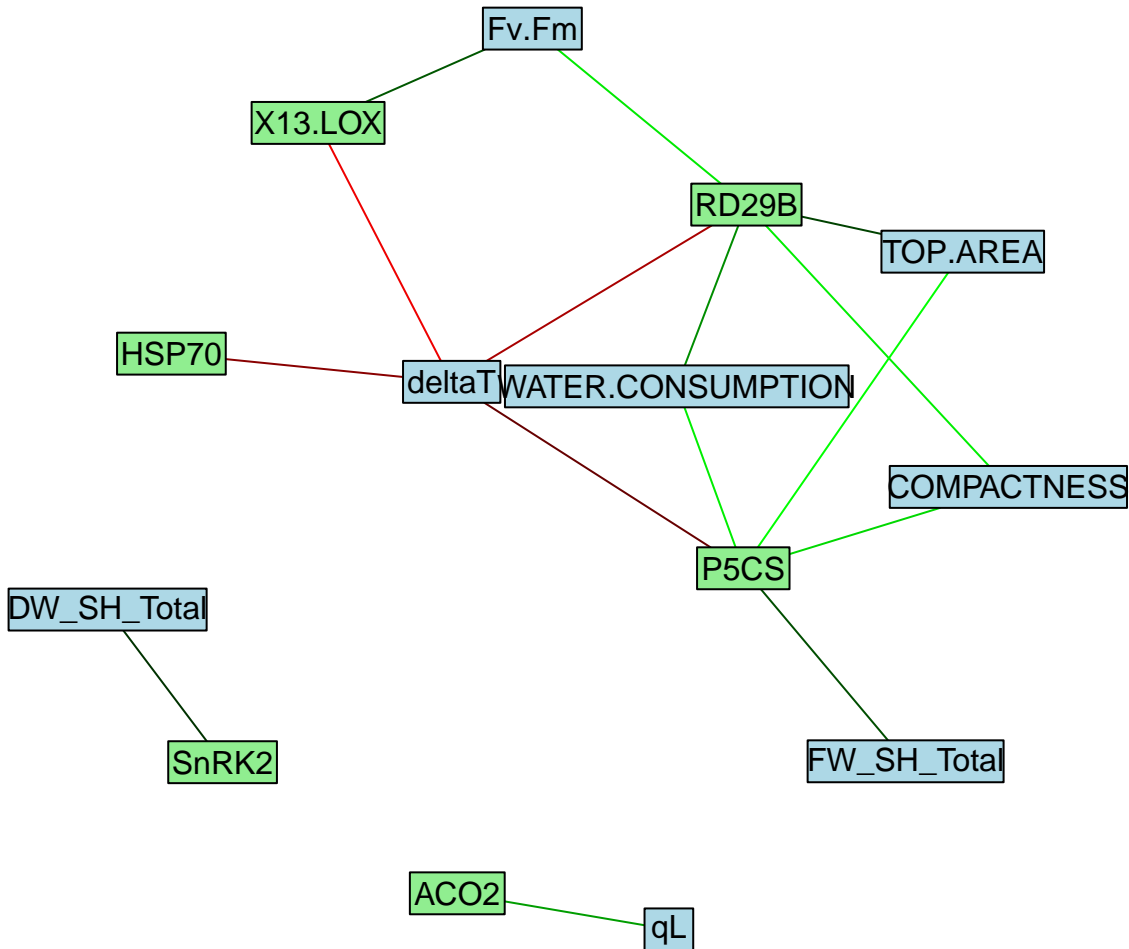 Fv.Fm
X13.LOX
RD29B
TOP.AREA
HSP70
deltaT
WATER.CONSUMPTION
COMPACTNESS
P5CS
DW_SH_Total
SnRK2
FW_SH_Total
ACO2
qL